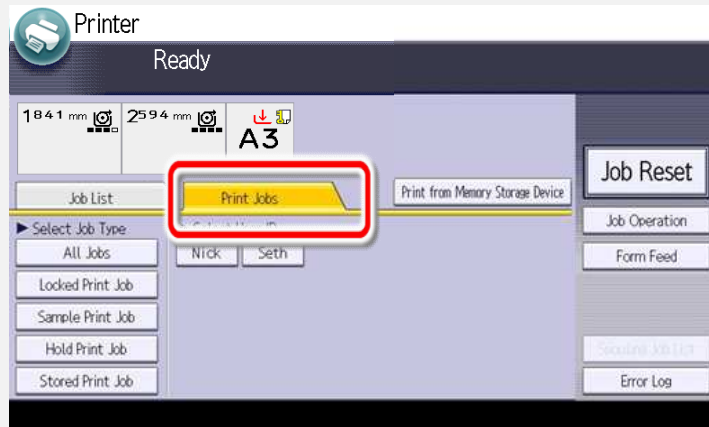 Printer
Ready
1841 mm 2594 mm
A3
Job List
Print Jobs
Print from Memory Storage Device
Job Reset
Select Job Type
Job Operation
All Jobs
Nick
Seth
Form Feed
Locked Print Job
Sample Print Job
Hold Print Job
Stored Print Job
Error Log